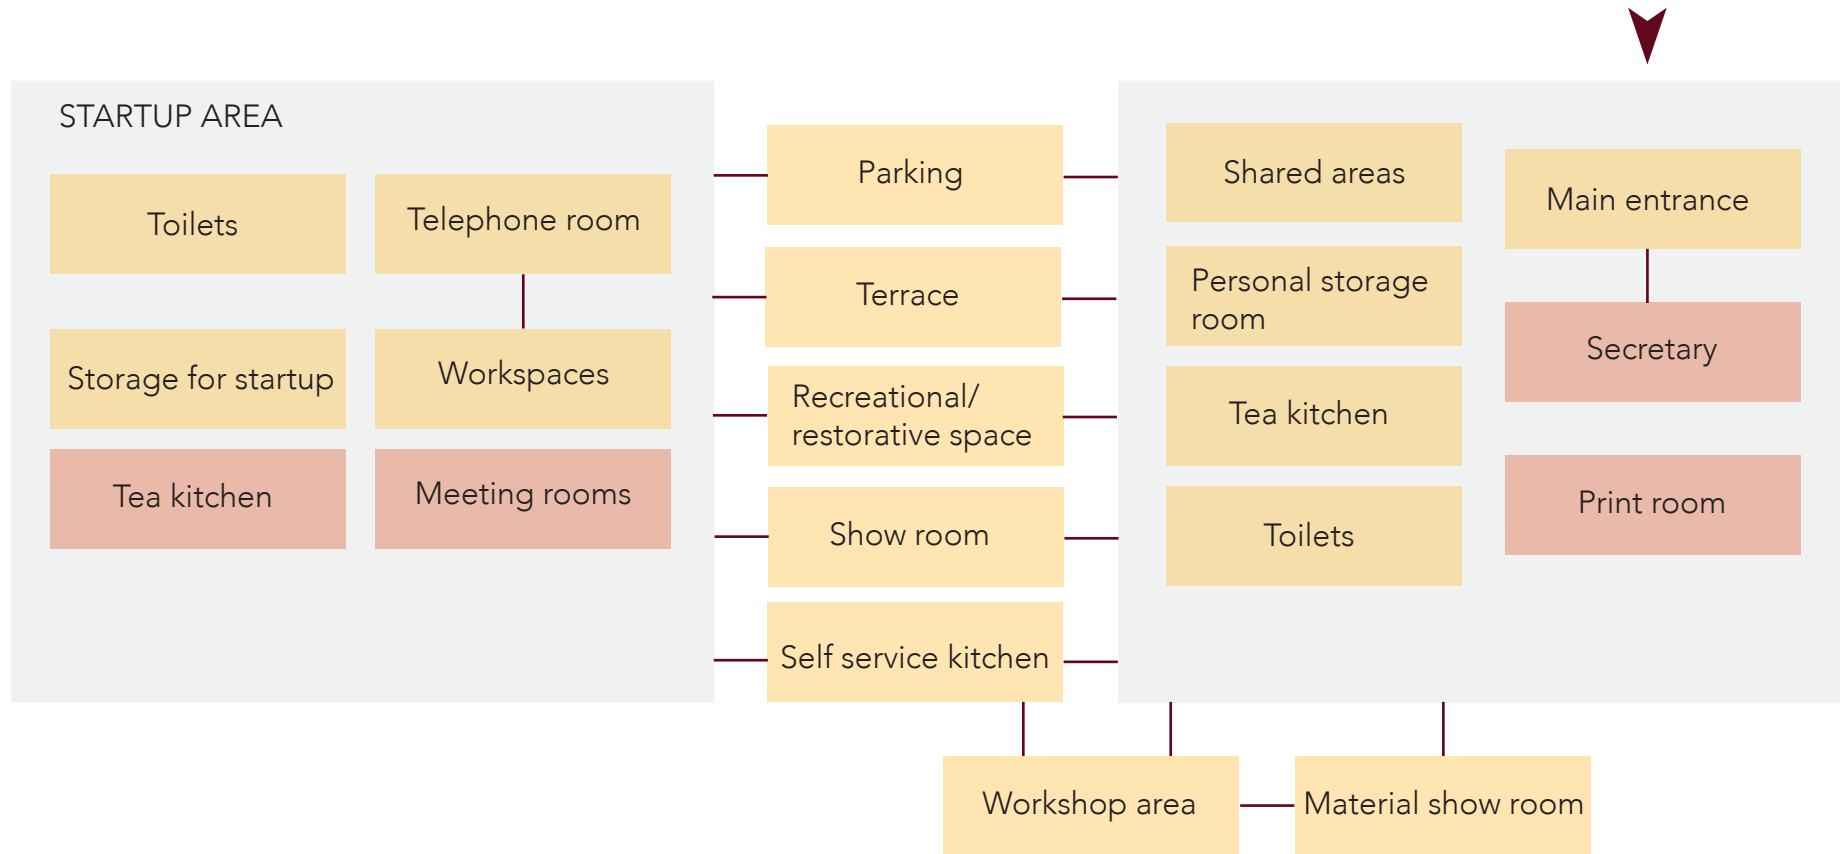 STARTUP AREA
Toilets
Telephone room
Storage for startup
Workspaces
Tea kitchen
Meeting rooms
Parking
Terrace
Recreational/
restorative space
Show room
Self service kitchen
Shared areas
Personal storage
room
Tea kitchen
Toilets
Main entrance
Secretary
Print room
Workshop area
Material show room